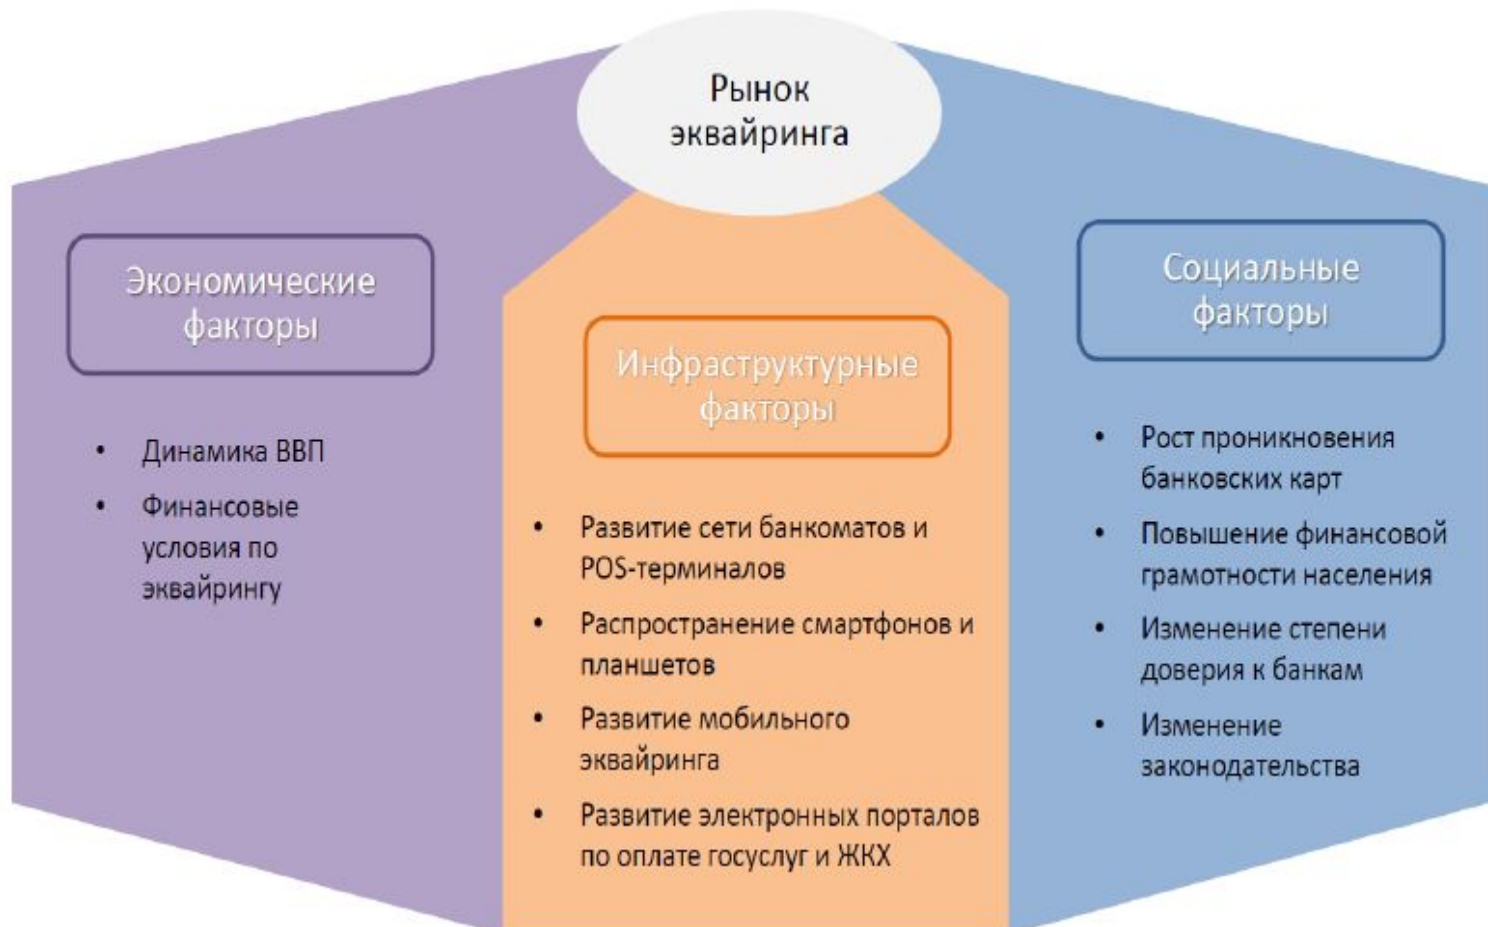 Рынок
эквайринга
Экономические
факторы
• Динамика ВВП
• Финансовые
условия по
эквайрингу
Инфраструктурные
факторы
• Развитие сети банкоматов и
POS-терминалов
• Распространение смартфонов и
планшетов
• Развитие мобильного
эквайринга
• Развитие электронных порталов
по оплате госуслуг и ЖКХ
Социальные
факторы
• Рост проникновения
банковских карт
• Повышение финансовой
грамотности населения
• Изменение степени
доверия к банкам
• Изменение
законодательства